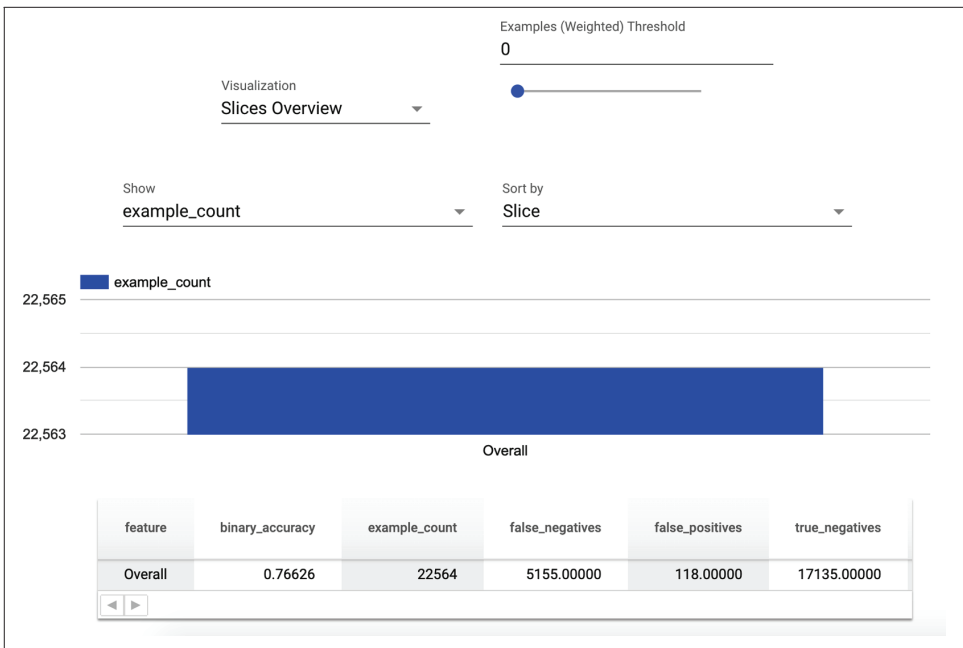 Examples (Weighted) Threshold
0
Visualization
Slices Overview
Show
example_count
Sort by
Slice
example_count
22,565
22,564
22,563
Overall
feature binary_accuracy example_count false_negatives false_positives true_negatives
Overall 0.76626 22564 5155.00000 118.00000 17135.00000